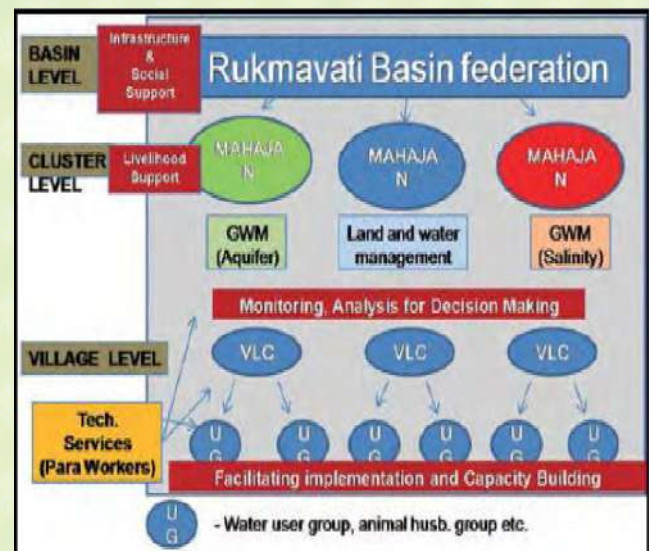 BASIN
LEVEL
Infrastructure
&
Social
Support
Rukmavati Basin federation
CLUSTER
LEVEL
Livelihood
Support
MAHAJA
N
MAHAJA
N
MAHAJA
N
GWM
(Aquifer)
Land and water
management
GWM
(Salinity)
Monitoring, Analysis for Decision Making
VILLAGE LEVEL
VLC
VLC
VLC
Tech.
Services
(Para Workers)
U
G
U
G
U
G
U
G
U
G
U
G
Facilitating implementation and Capacity Building
U
G
- Water user group, animal husb. group etc.